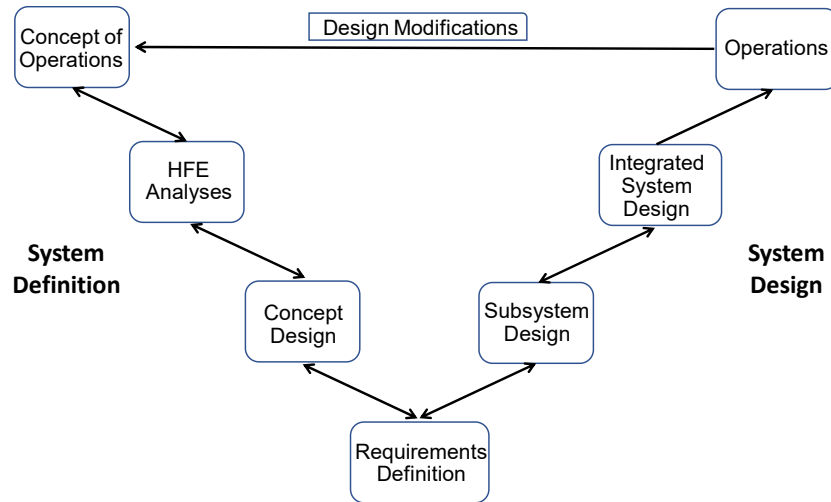 Concept of
Operations
Design Modifications
Operations
HFE
Analyses
Integrated
System
Design
System
Definition
System
Design
Concept
Design
Subsystem
Design
Requirements
Definition